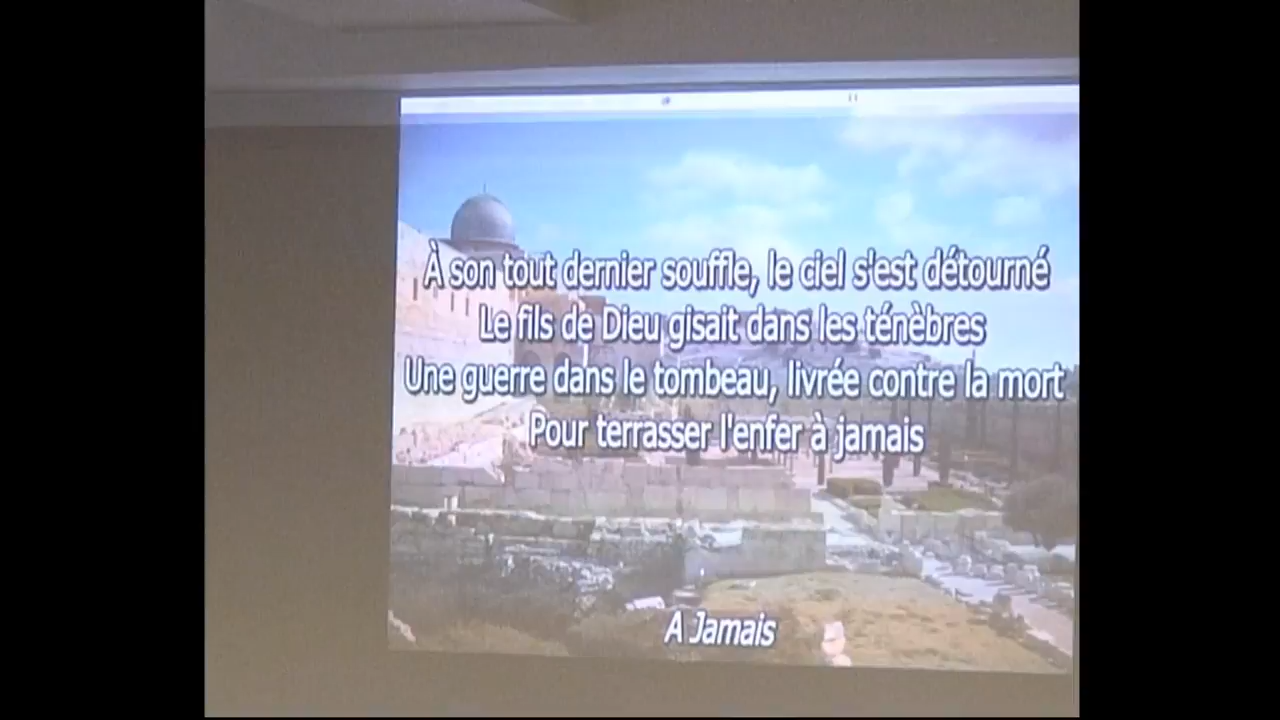 À son tout dernier souffle, le ciel s'est détourné
Le fils de Dieu gisait dans les ténèbres
Une guerre dans le tombeau, livrée contre la mort
Pour terrasser l'enfer à jamais
A Jamais